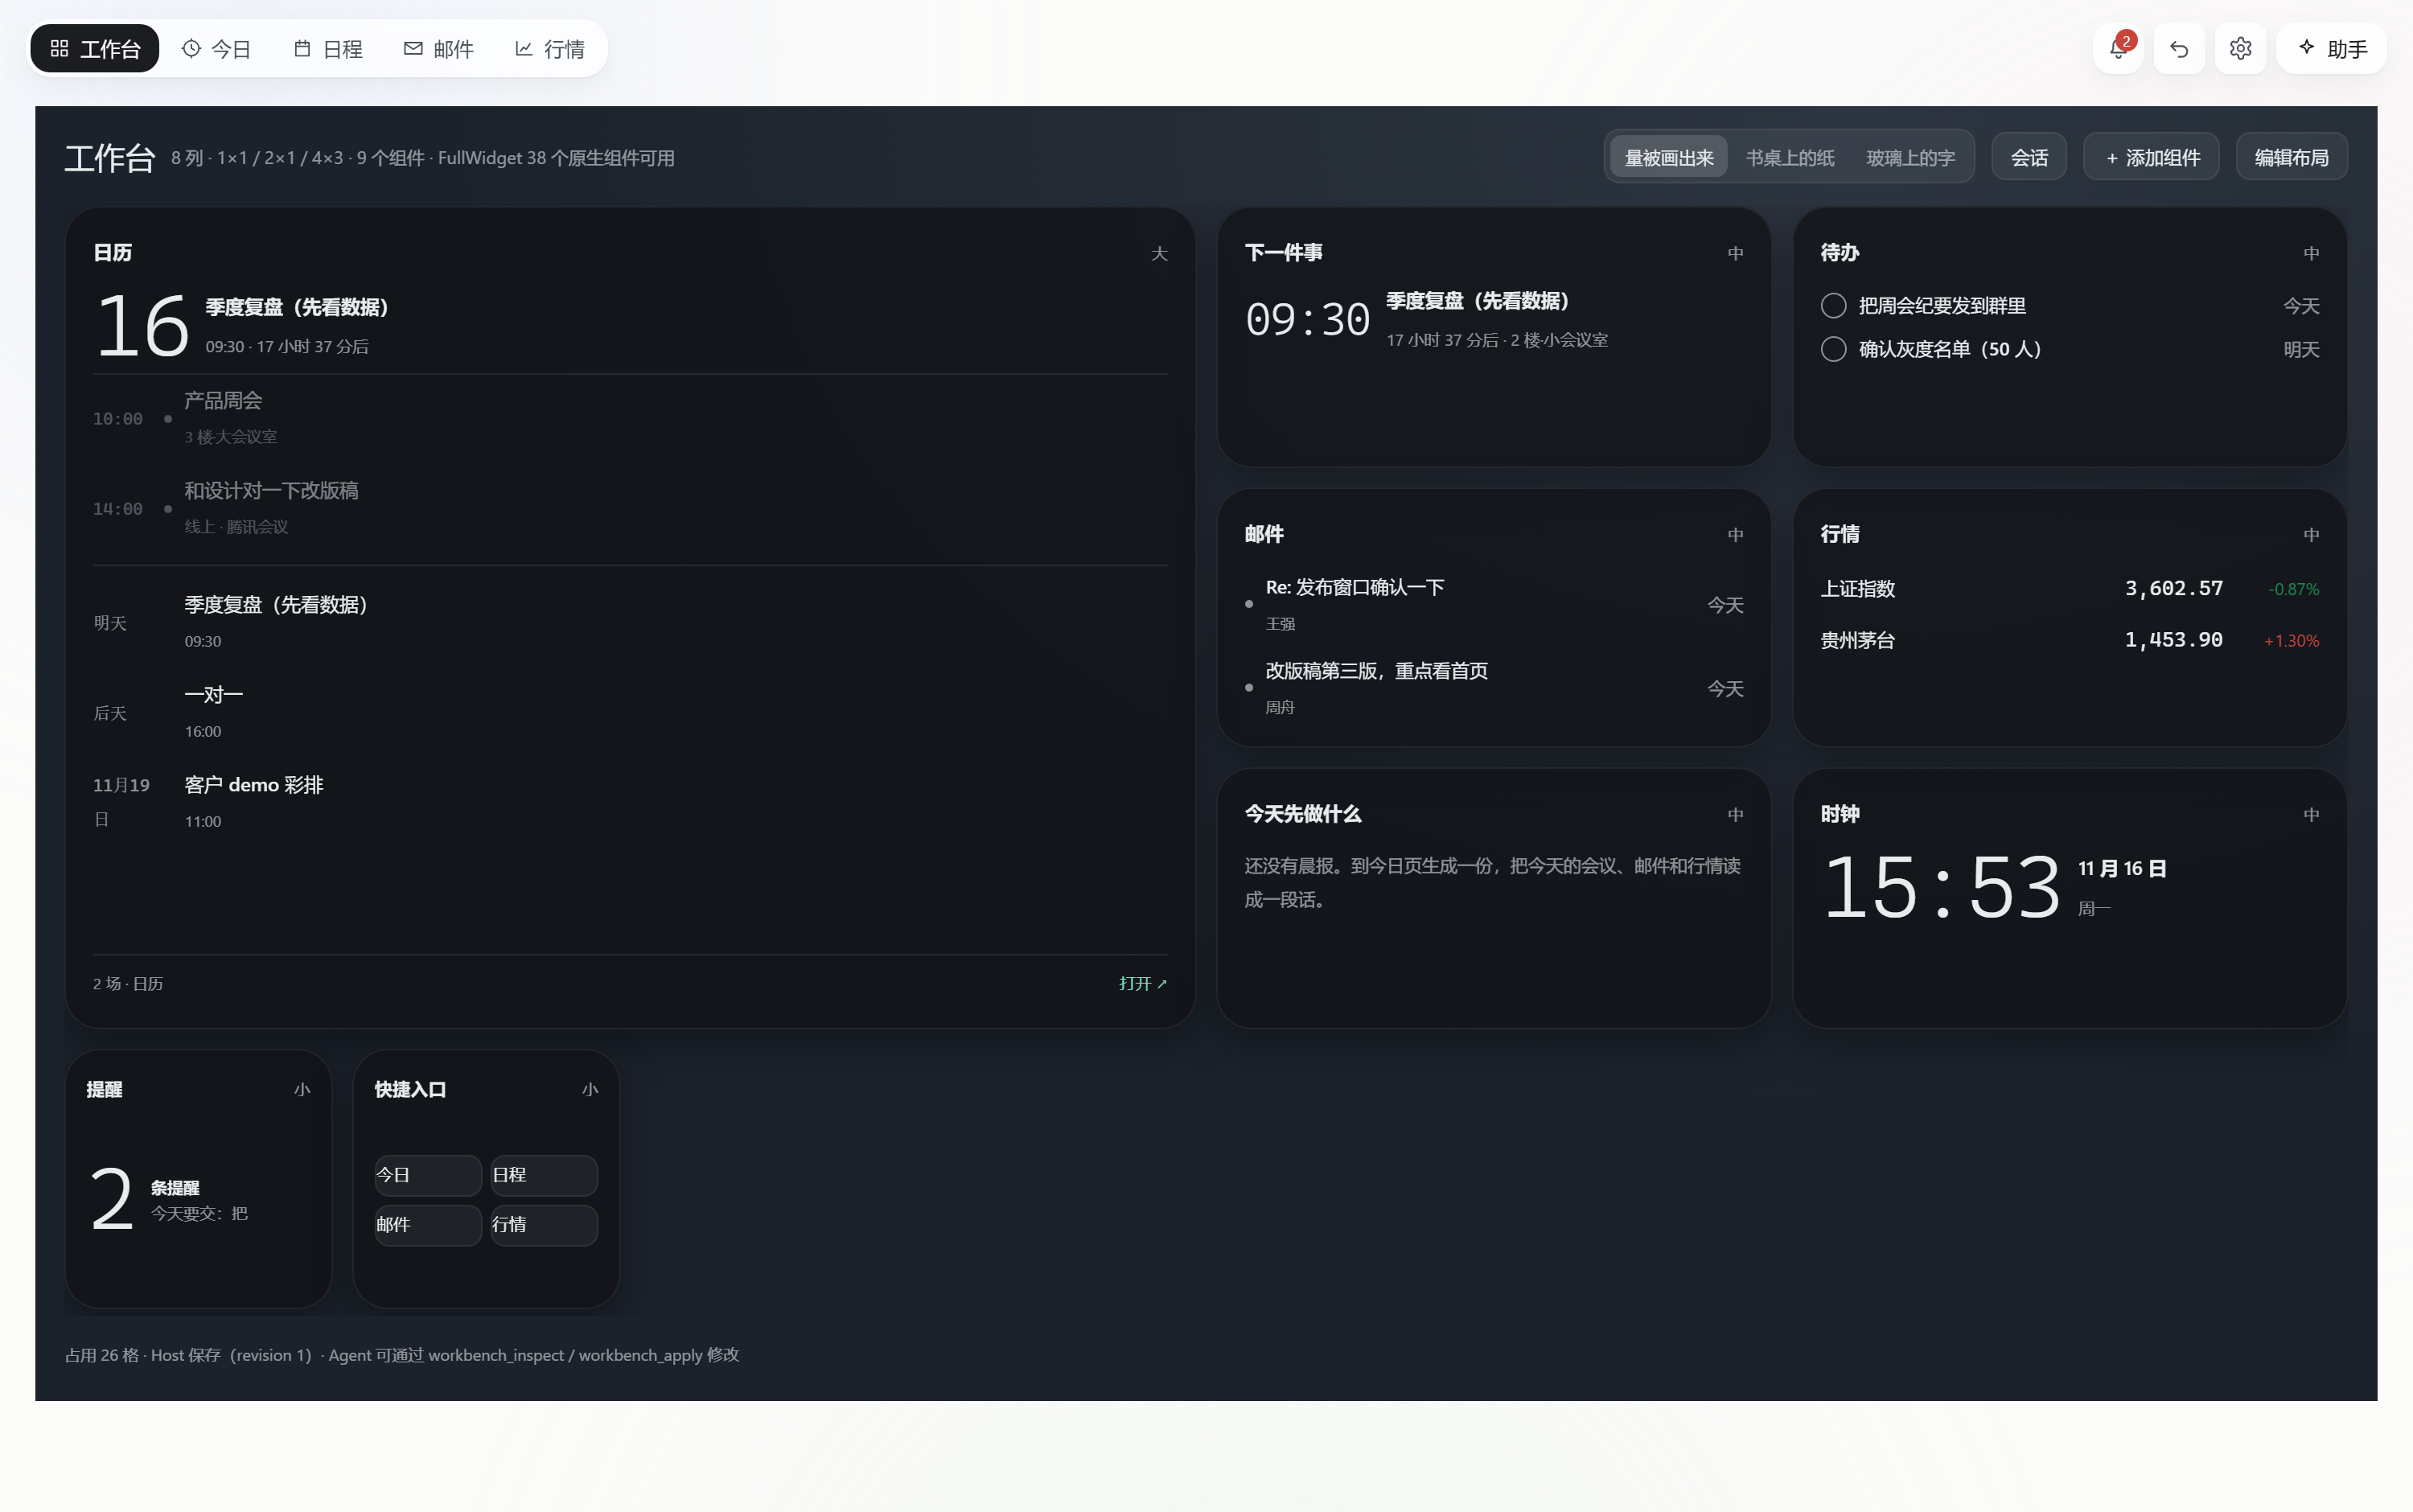 工作台
今日
日程
邮件
行情
2
助手
工作台
8 列 · 1×1 / 2×1 / 4×3 · 9 个组件 · FullWidget 38 个原生组件可用
量被画出来
书桌上的纸
玻璃上的字
会话
+ 添加组件
编辑布局
日历
大
16
季度复盘（先看数据）
09:30 · 17 小时 37 分后
10:00
产品周会
3 楼·大会议室
14:00
和设计对一下改版稿
线上 · 腾讯会议
明天
季度复盘（先看数据）
09:30
后天
一对一
16:00
11月19
日
客户 demo 彩排
11:00
2 场 · 日历
打开 ↗
下一件事
中
09:30
季度复盘（先看数据）
17 小时 37 分后 · 2 楼·小会议室
待办
中
把周会纪要发到群里
今天
确认灰度名单（50 人）
明天
邮件
中
Re: 发布窗口确认一下
王强
今天
改版稿第三版，重点看首页
周舟
今天
行情
中
上证指数
3,602.57
-0.87%
贵州茅台
1,453.90
+1.30%
今天先做什么
中
还没有晨报。到今日页生成一份，把今天的会议、邮件和行情读
成一段话。
时钟
中
15:53
11 月 16 日
周一
提醒
小
2
条提醒
今天要交：把
快捷入口
小
今日
日程
邮件
行情
占用 26 格 · Host 保存（revision 1）· Agent 可通过 workbench_inspect / workbench_apply 修改